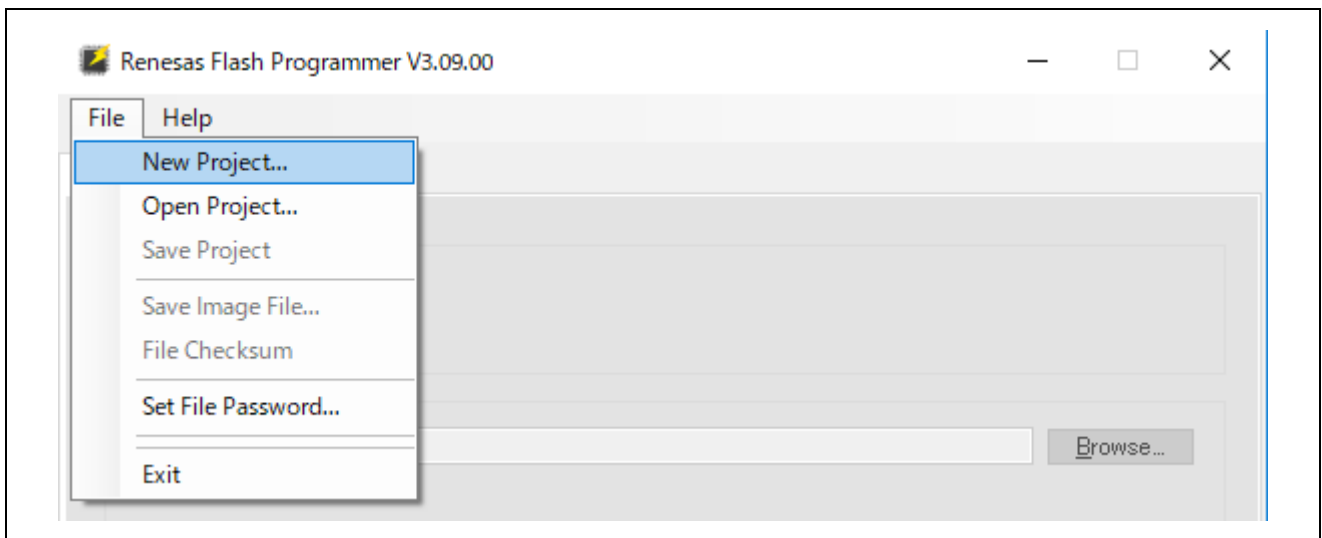 Renesas Flash Programmer V3.09.00
File Help
New Project...
Open Project...
Save Project
Save Image File...
File Checksum
Set File Password...
Browse...
Exit